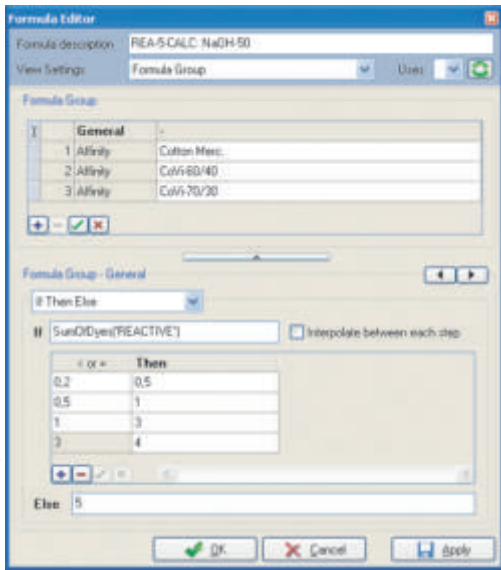 Formula Editor
Formula description REA-5-CALC: NaOH-50
View Settings Formula Group Uses
Formula Group
General -
1 Affinity Cotton Merc.
2 Affinity CoVi-60/40
3 Affinity CoVi-70/30
Formula Group - General
If Then Else
If SumOfDyes("REACTIVE") Interpolate between each step
< or = Then
0,2 0,5
0,5 1
1 3
3 4
Else 5
OK Cancel Apply